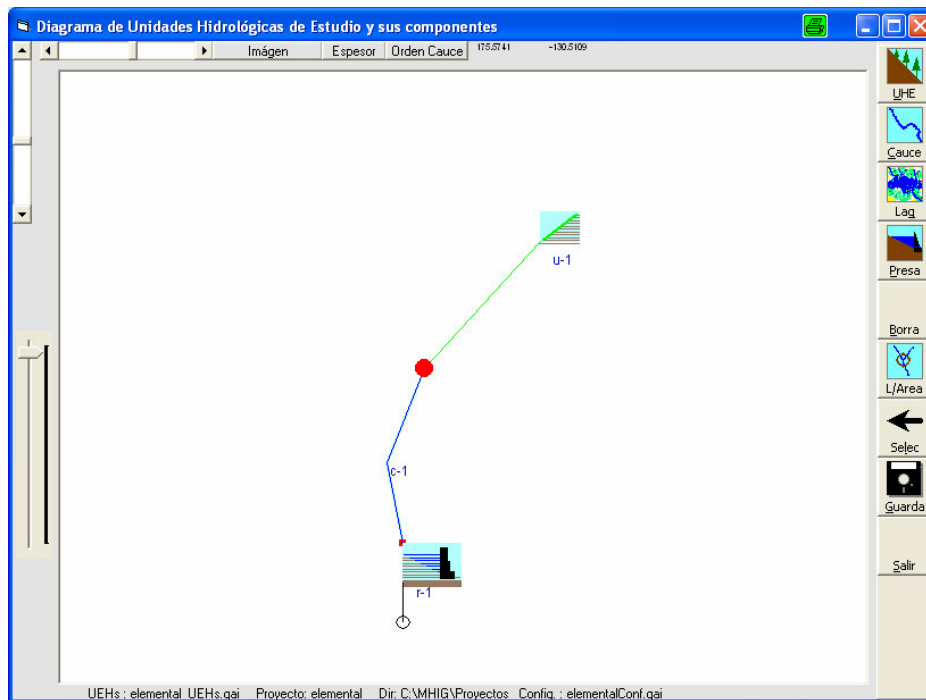 Diagrama de Unidades Hidrológicas de Estudio y sus componentes
Imágen Espesor Orden Cauce 175.5741 -130.5109
UHE
Cauce
Lag
Presa
Borra
L/Area
Selec
Guarda
Salir
u-1
c-1
r-1
UEHs : elemental_UEHs.gai Proyecto: elemental Dir: C:\MHIG\Proyectos Config. : elementalConf.gai